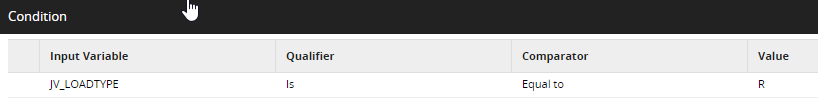 Condition
Input Variable Qualifier Comparator Value
JV_LOADTYPE Is Equal to R